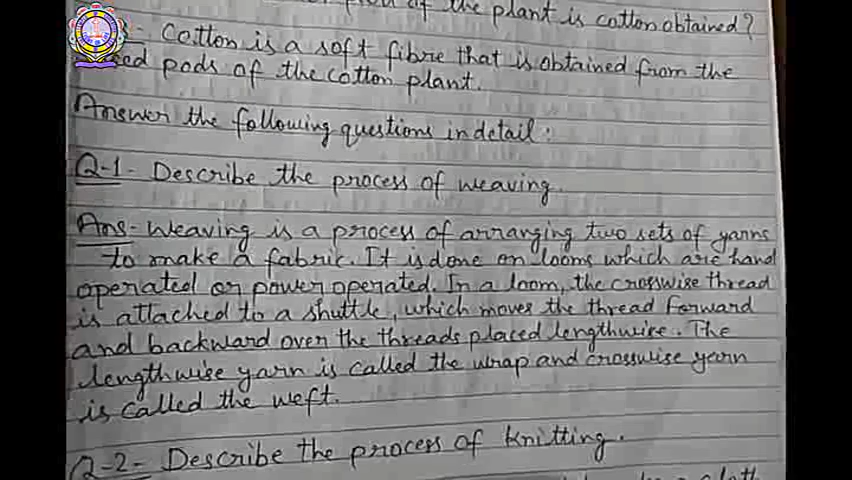 of the plant is cotton obtained?
- Cotton is a soft fibre that is obtained from the
pods of the cotton plant.
Answer the following questions in detail:
Q-1- Describe the process of weaving.
Ans- Weaving is a process of arranging two sets of yarns
to make a fabric. It is done on looms which are hand
operated or power operated. In a loom, the crosswise thread
is attached to a shuttle, which moves the thread forward
and backward over the threads placed lengthwise. The
lengthwise yarn is called the wrap and crosswise yarn
is called the weft.
Q-2- Describe the process of knitting.